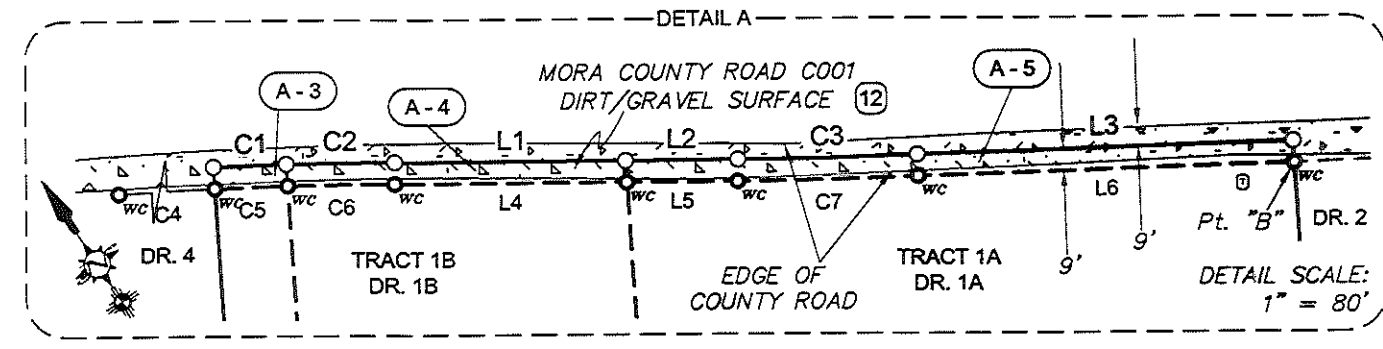 DETAIL A
MORA COUNTY ROAD C001
DIRT/GRAVEL SURFACE 12
A - 3
A - 4
A - 5
C1 C2 L1 L2 C3 L3
wc wc wc wc wc wc wc wc
C4 C5 C6 L4 L5 C7 L6
Pt. "B"
DR. 4
TRACT 1B
DR. 1B
EDGE OF
COUNTY ROAD
TRACT 1A
DR. 1A
9' 9'
DR. 2
DETAIL SCALE:
1" = 80'